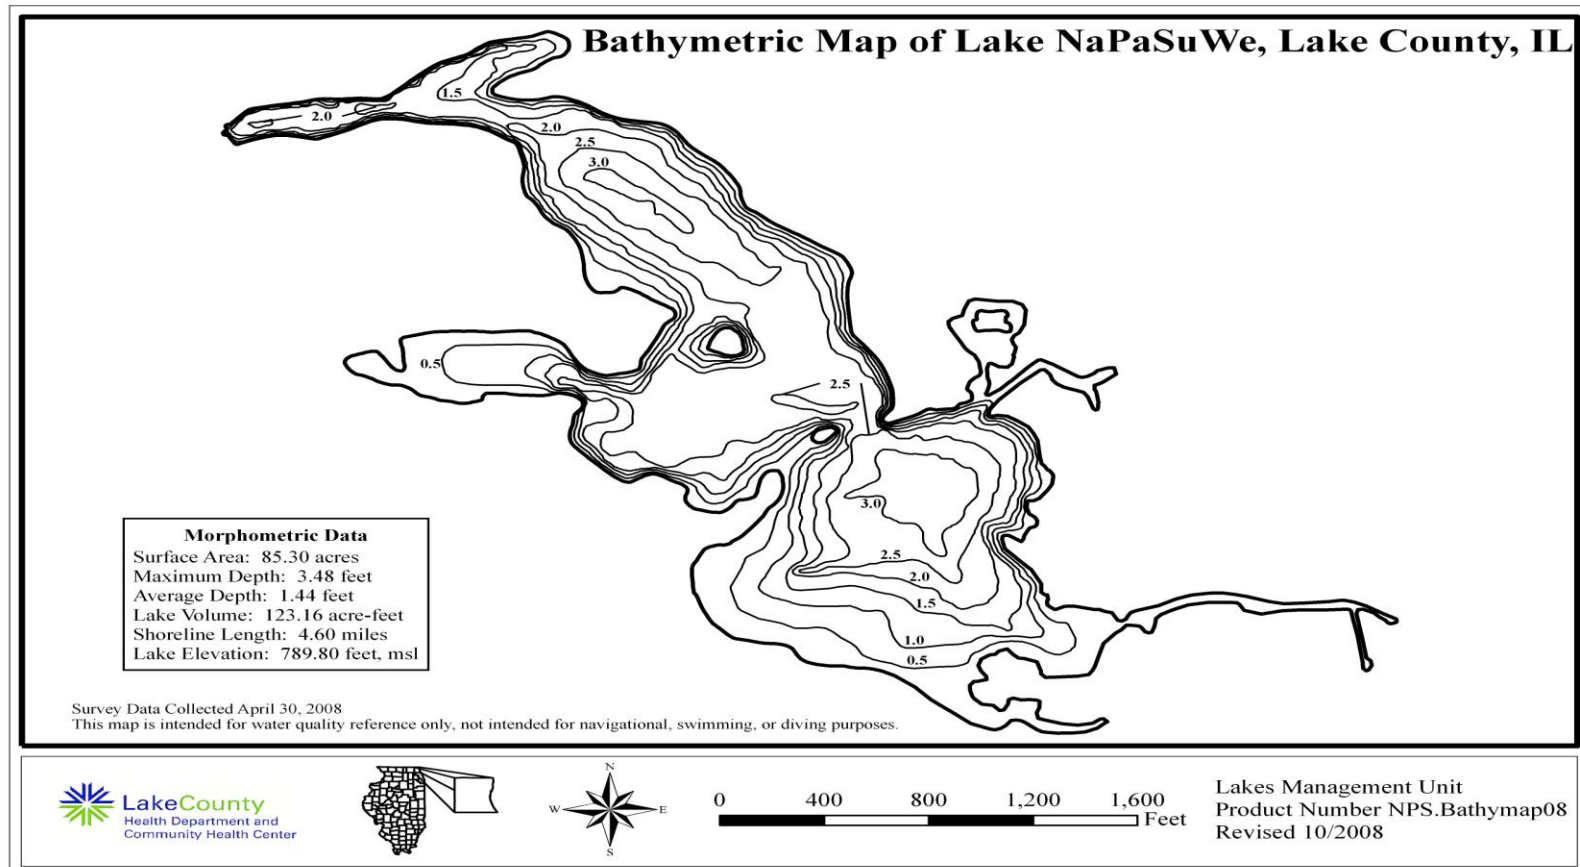 Bathymetric Map of Lake NaPaSuWe, Lake County, IL
1.5
2.0
2.0
2.5
3.0
0.5
2.5
3.0
2.5
2.0
1.5
1.0
0.5
Morphometric Data
Surface Area: 85.30 acres
Maximum Depth: 3.48 feet
Average Depth: 1.44 feet
Lake Volume: 123.16 acre-feet
Shoreline Length: 4.60 miles
Lake Elevation: 789.80 feet, msl
Survey Data Collected April 30, 2008
This map is intended for water quality reference only, not intended for navigational, swimming, or diving purposes.
LakeCounty
Health Department and
Community Health Center
N
W E
S
0 400 800 1,200 1,600
Feet
Lakes Management Unit
Product Number NPS.Bathymap08
Revised 10/2008